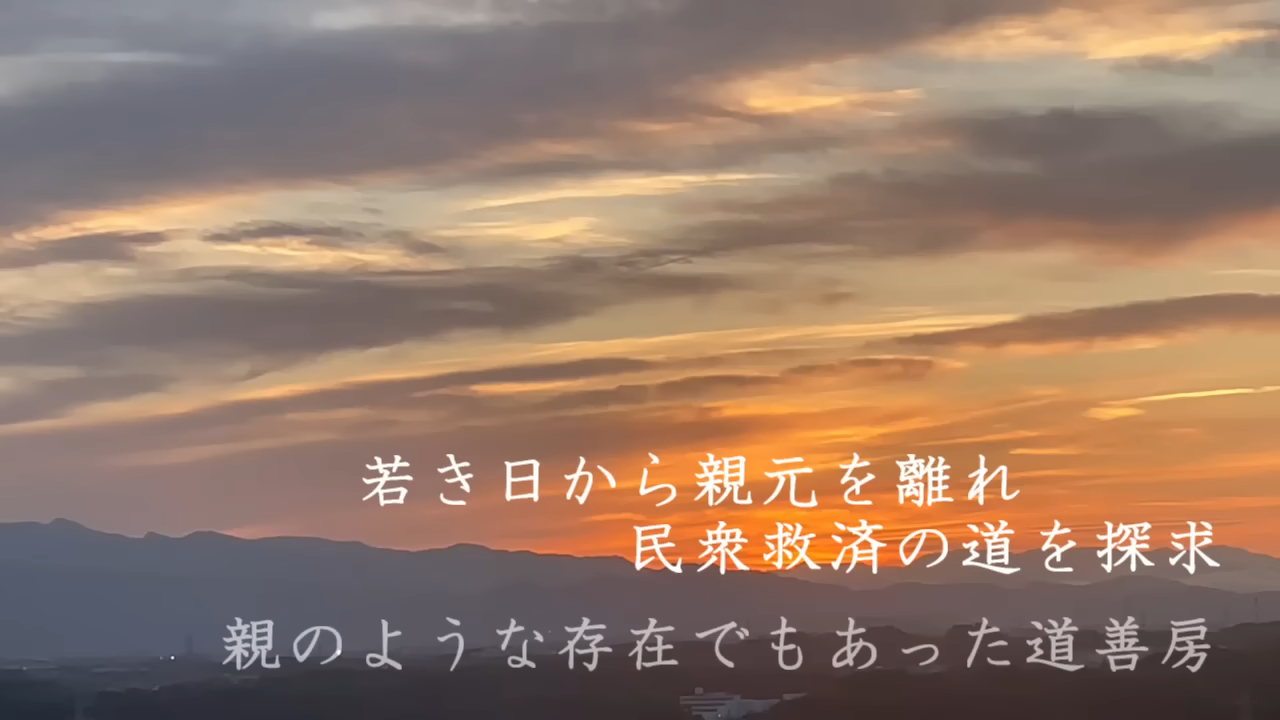 若き日から親元を離れ
民衆救済の道を探求
親のような存在でもあった道善房